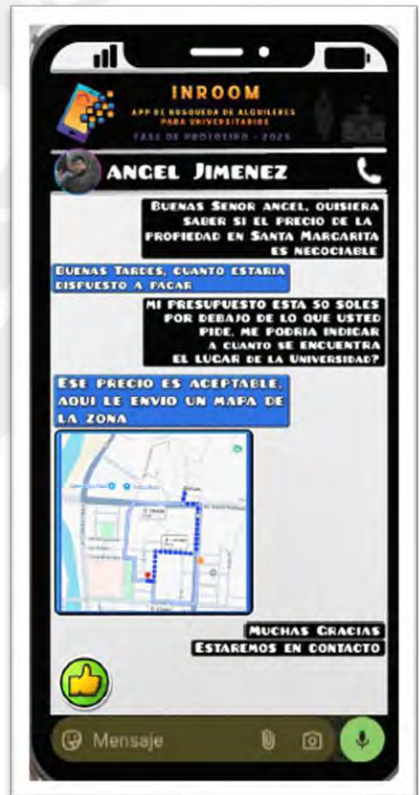 INROOM
APP DE BUSQUEDA DE ALQUILERES
PARA UNIVERSITARIOS
FASE DE PROTOTIPO - 2025
ANGEL JIMENEZ
BUENAS SENOR ANGEL, QUISIERA
SABER SI EL PRECIO DE LA
PROPIEDAD EN SANTA MARGARITA
ES NEGOCIABLE
BUENAS TARDES, CUANTO ESTARIA
DISPUESTO A PAGAR
MI PRESUPUESTO ESTA 50 SOLES
POR DEBAJO DE LO QUE USTED
PIDE, ME PODRIA INDICAR
A CUANTO SE ENCUENTRA
EL LUGAR DE LA UNIVERSIDAD?
ESE PRECIO ES ACEPTABLE,
AQUI LE ENVIO UN MAPA DE
LA ZONA
MUCHAS GRACIAS
ESTAREMOS EN CONTACTO
Mensaje